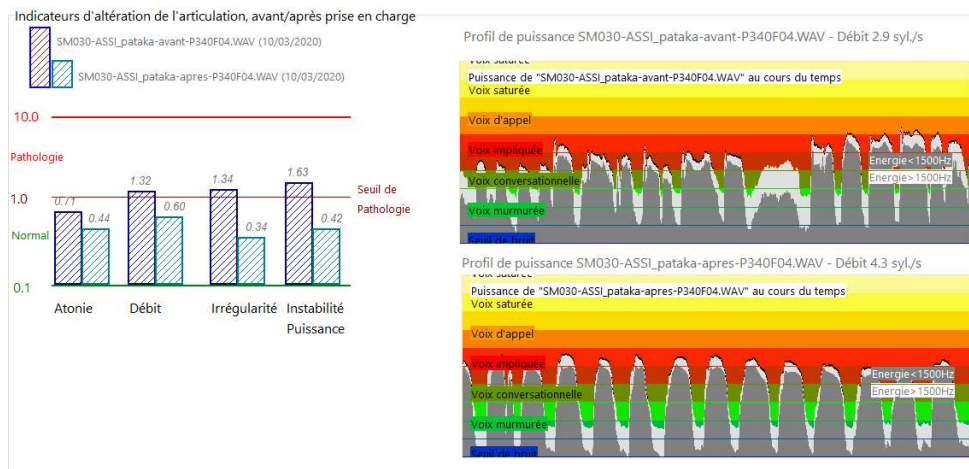 Indicateurs d'altération de l'articulation, avant/après prise en charge
SM030-ASSI_pataka-avant-P340F04.WAV (10/03/2020)
SM030-ASSI_pataka-apres-P340F04.WAV (10/03/2020)
10.0
Pathologie
1.0
Normal
0.1
Seuil de
Pathologie
0.71
0.44
1.32
0.60
1.34
0.34
1.63
0.42
Atonie
Débit
Irrégularité
Instabilité
Puissance
Profil de puissance SM030-ASSI_pataka-avant-P340F04.WAV - Débit 2.9 syl./s
Voix saturée
Puissance de "SM030-ASSI_pataka-avant-P340F04.WAV" au cours du temps
Voix saturée
Voix d'appel
Voix impliquée
Energie<1500Hz
Energie>1500Hz
Voix conversationnelle
Voix murmurée
Seuil de bruit
Profil de puissance SM030-ASSI_pataka-apres-P340F04.WAV - Débit 4.3 syl./s
Voix saturée
Puissance de "SM030-ASSI_pataka-apres-P340F04.WAV" au cours du temps
Voix saturée
Voix d'appel
Voix impliquée
Energie<1500Hz
Energie>1500Hz
Voix conversationnelle
Voix murmurée
Seuil de bruit